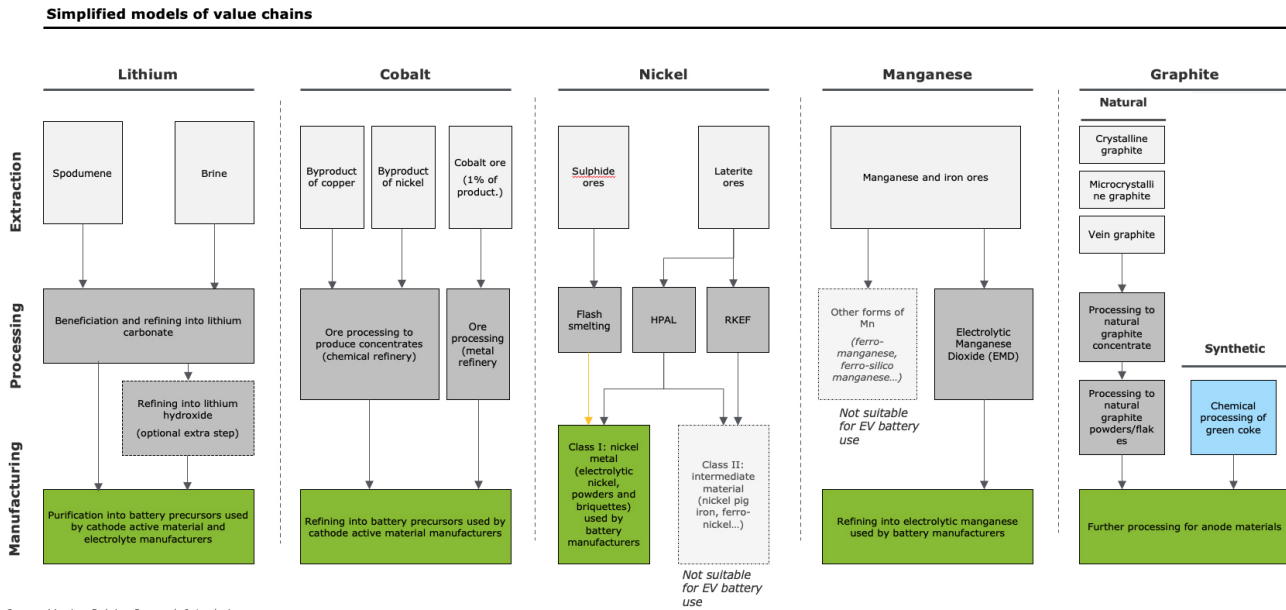 Simplified models of value chains
Lithium
Cobalt
Nickel
Manganese
Graphite
Extraction
Processing
Manufacturing
Spodumene
Brine
Beneficiation and refining into lithium
carbonate
Refining into lithium
hydroxide
(optional extra step)
Purification into battery precursors used
by cathode active material and
electrolyte manufacturers
Byproduct
of copper
Byproduct
of nickel
Cobalt ore
(1% of
product.)
Ore processing to
produce concentrates
(chemical refinery)
Ore
processing
(metal
refinery
Refining into battery precursors used by
cathode active material manufacturers
Sulphide
ores
Laterite
ores
Flash
smelting
HPAL
RKEF
Class I: nickel
metal
(electrolytic
nickel,
powders and
briquettes)
used by
battery
manufacturers
Class II:
intermediate
material
(nickel pig
iron, ferro-
nickel…)
Not suitable
for EV battery
use
Manganese and iron ores
Other forms of
Mn
(ferro-
manganese,
ferro-silico
manganese…)
Not suitable for
EV battery use
Electrolytic
Manganese
Dioxide (EMD)
Refining into electrolytic manganese
used by battery manufacturers
Natural
Crystalline
graphite
Microcrystalli
ne graphite
Vein graphite
Processing to
natural
graphite
concentrate
Processing to
natural
graphite
powders/flak
es
Synthetic
Chemical
processing of
green coke
Further processing for anode materials